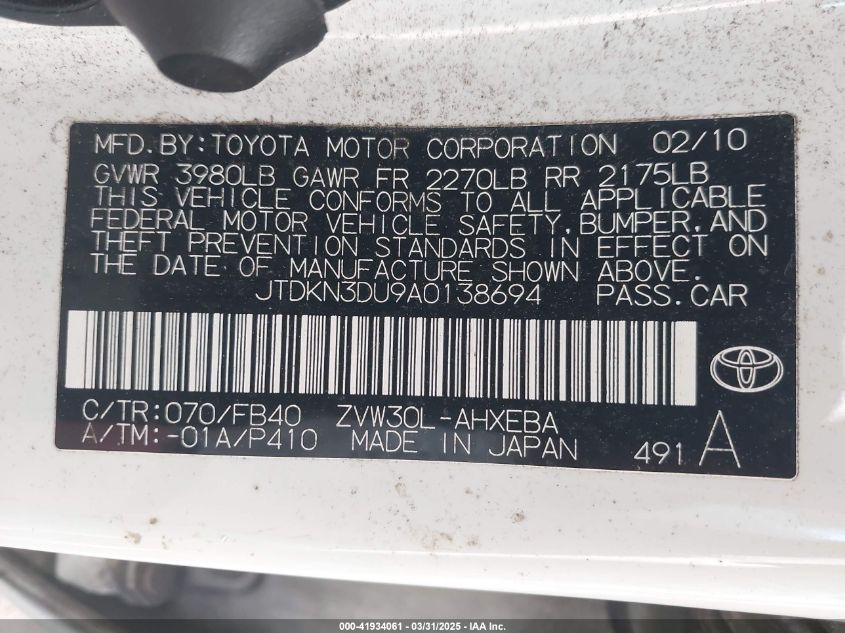 MFD.BY:TOYOTA MOTOR CORPORATION 02/10
GVWR 3980LB GAWR FR 2270LB RR 2175LB
THIS VEHICLE CONFORMS TO ALL APPLICABLE
FEDERAL MOTOR VEHICLE SAFETY, BUMPER, AND
THEFT PREVENTION STANDARDS IN EFFECT ON
THE DATE OF MANUFACTURE SHOWN ABOVE.
JTDKN3DU9A0138694 PASS.CAR
C/TR:070/FB40 ZVW30L-AHXEBA
A/TM:-01A/P410 MADE IN JAPAN 491 A
000-41934061 - 03/31/2025 - IAA Inc.